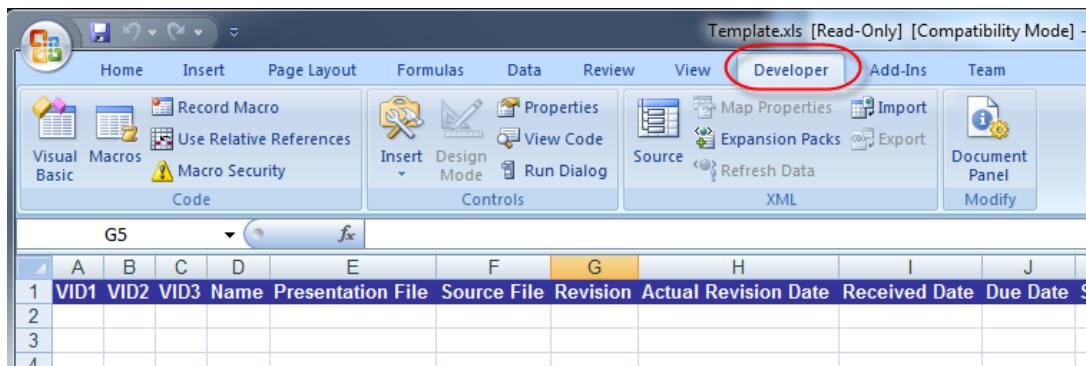 Template.xls [Read-Only] [Compatibility Mode] -
Home Insert Page Layout Formulas Data Review View Developer Add-Ins Team
Visual Basic
Macros
Record Macro
Use Relative References
Macro Security
Code
Insert
Design Mode
Properties
View Code
Run Dialog
Controls
Source
Map Properties
Expansion Packs
Refresh Data
Import
Export
XML
Document Panel
Modify
G5 fx
A B C D E F G H I J
1 VID1 VID2 VID3 Name Presentation File Source File Revision Actual Revision Date Received Date Due Date
2
3
4